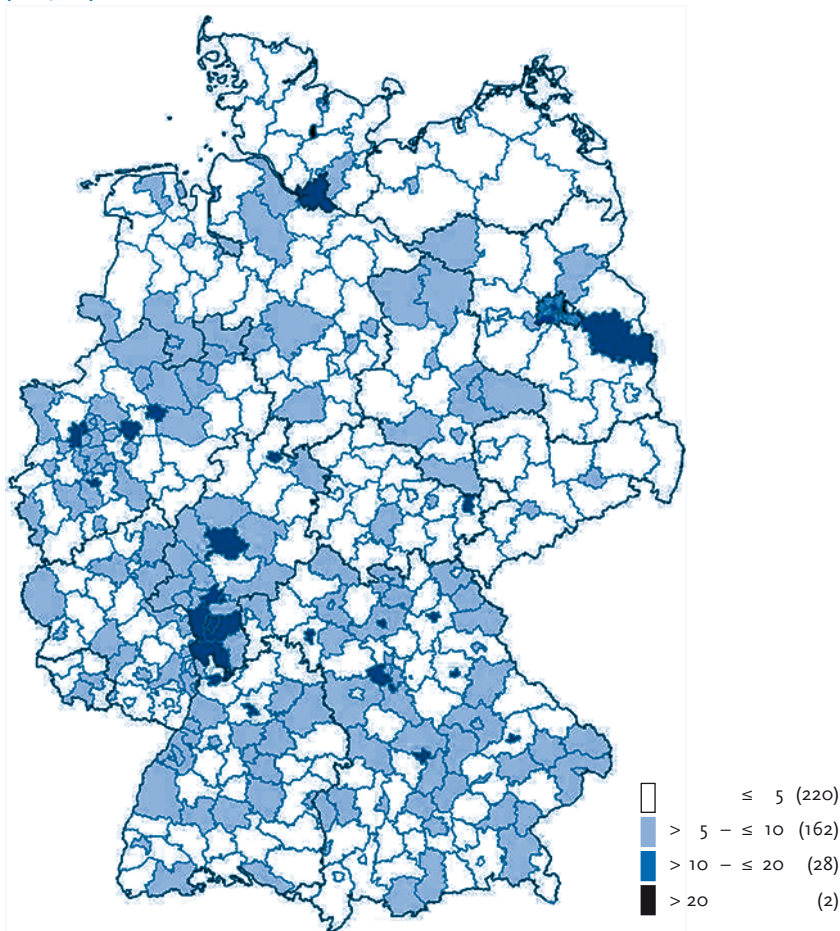 ≤ 5 (220)
> 5 – ≤ 10 (162)
> 10 – ≤ 20 (28)
> 20 (2)